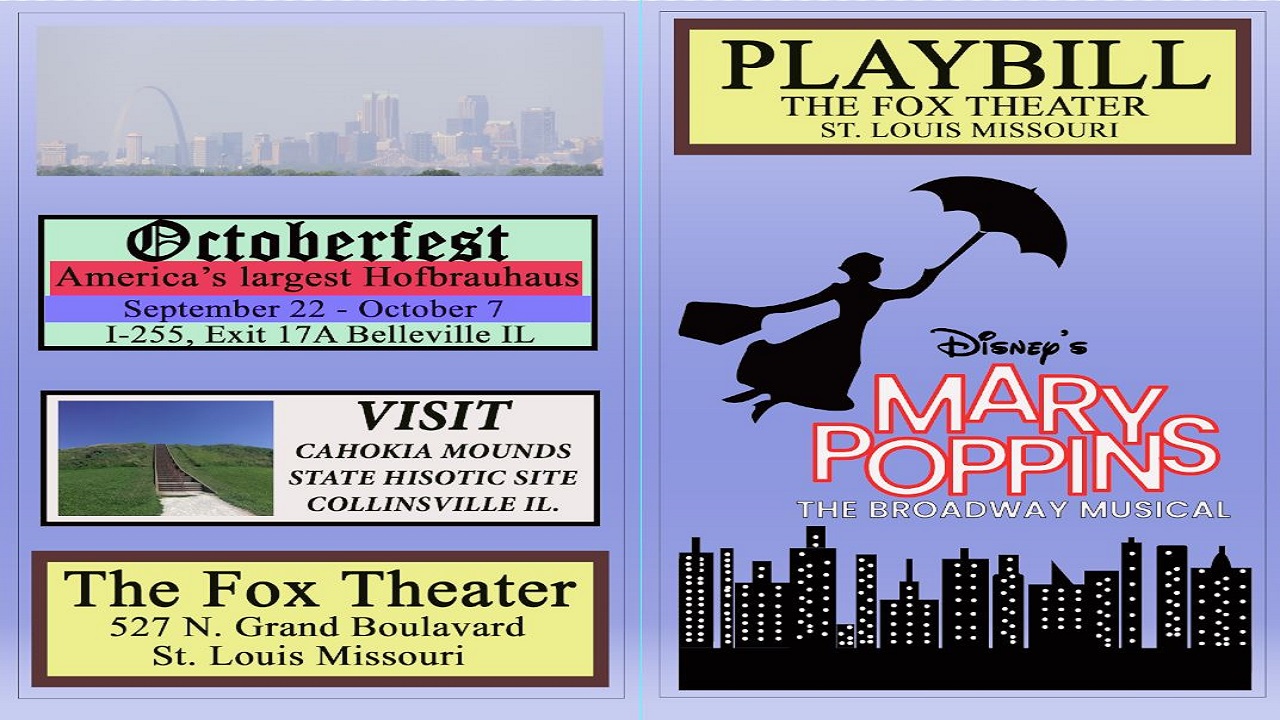 Octoberfest
America's largest Hofbrauhaus
September 22 - October 7
I-255, Exit 17A Belleville IL
VISIT
CAHOKIA MOUNDS
STATE HISOTIC SITE
COLLINSVILLE IL.
The Fox Theater
527 N. Grand Boulavard
St. Louis Missouri
PLAYBILL
THE FOX THEATER
ST. LOUIS MISSOURI
DISNEY'S
MARY
POPPINS
THE BROADWAY MUSICAL